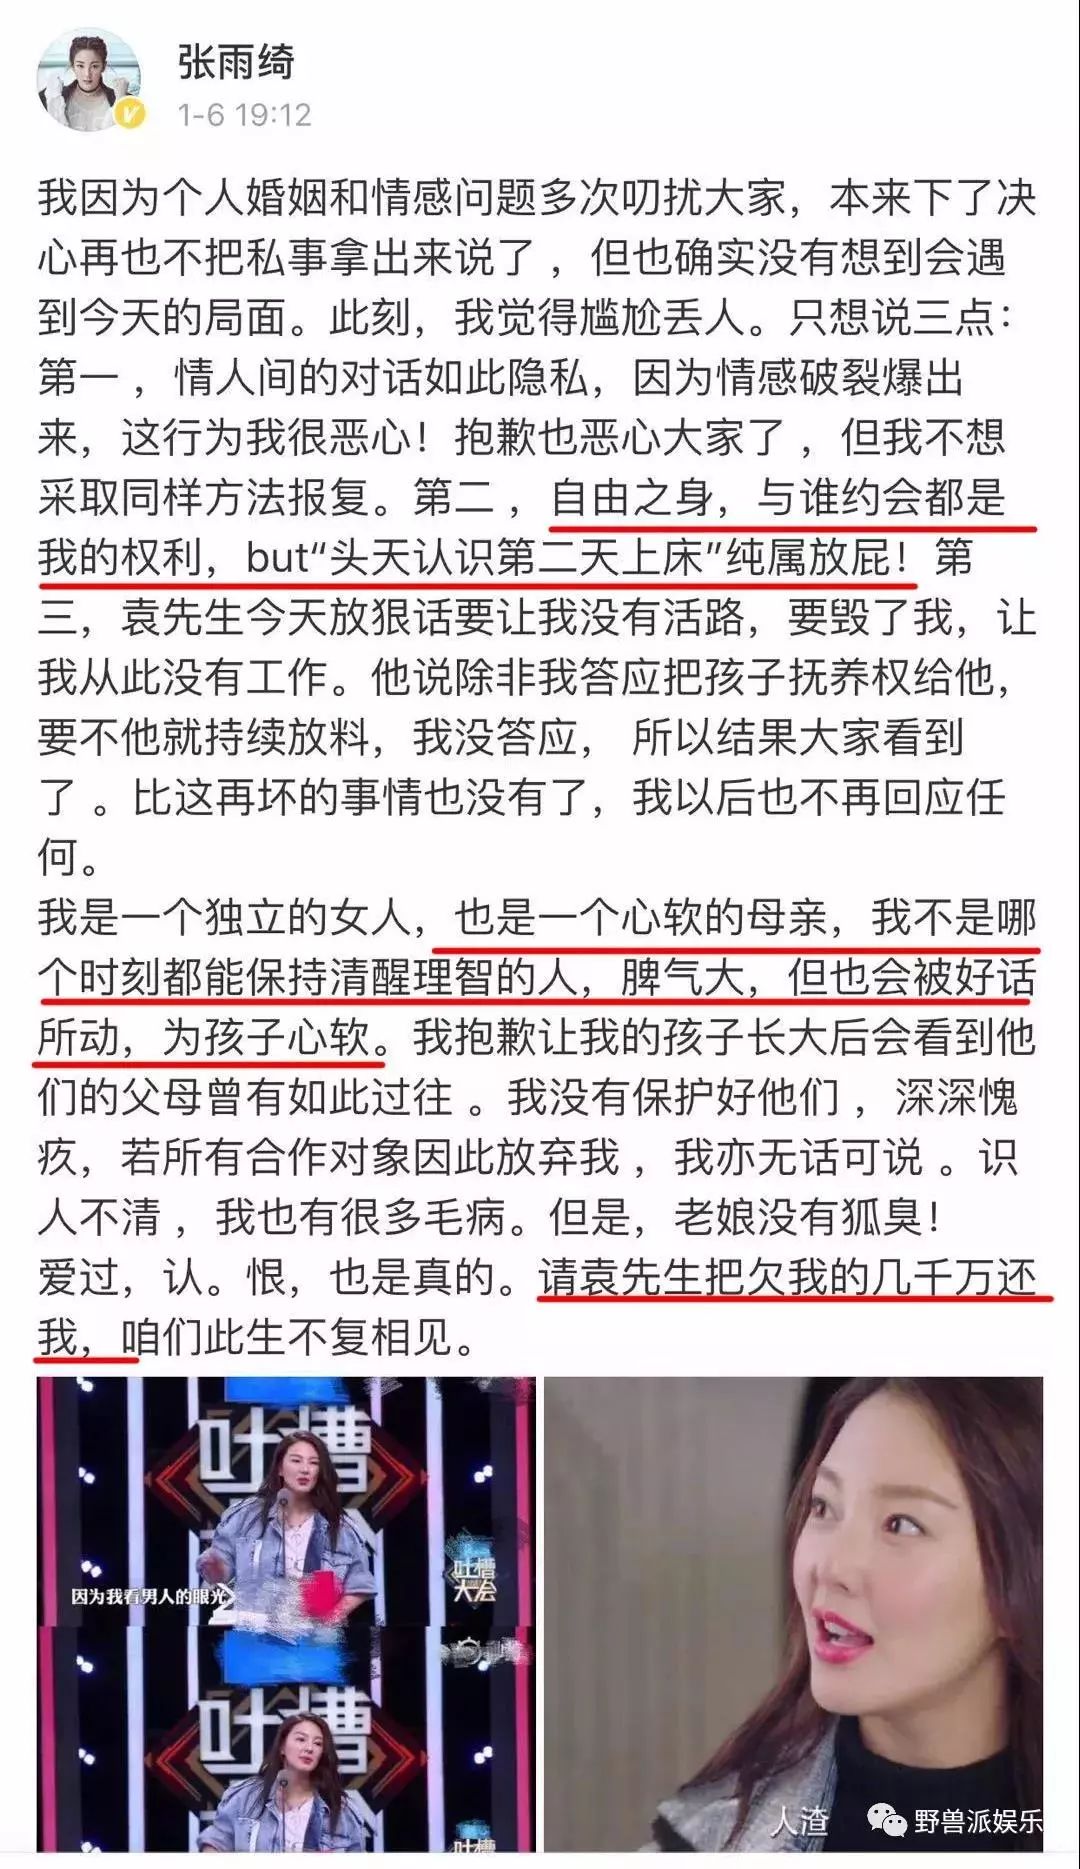 张雨绮
1-6 19:12
我因为个人婚姻和情感问题多次叨扰大家，本来下了决
心再也不把私事拿出来说了 ，但也确实没有想到会遇
到今天的局面。此刻，我觉得尴尬丢人。只想说三点：
第一 ，情人间的对话如此隐私，因为情感破裂爆出
来，这行为我很恶心！抱歉也恶心大家了 ，但我不想
采取同样方法报复。第二 ，自由之身，与谁约会都是
我的权利，but“头天认识第二天上床”纯属放屁！第
三，袁先生今天放狠话要让我没有活路，要毁了我，让
我从此没有工作。他说除非我答应把孩子抚养权给他，
要不他就持续放料，我没答应， 所以结果大家看到
了 。比这再坏的事情也没有了，我以后也不再回应任
何。
我是一个独立的女人，也是一个心软的母亲，我不是哪
个时刻都能保持清醒理智的人，脾气大，但也会被好话
所动，为孩子心软。我抱歉让我的孩子长大后会看到他
们的父母曾有如此过往 。我没有保护好他们 ，深深愧
疚，若所有合作对象因此放弃我 ，我亦无话可说 。识
人不清 ，我也有很多毛病。但是，老娘没有狐臭！
爱过，认。恨，也是真的。请袁先生把欠我的几千万还
我，咱们此生不复相见。
吐槽
因为我看男人的眼光
吐槽
大会
吐槽
吐槽
人渣
野兽派娱乐